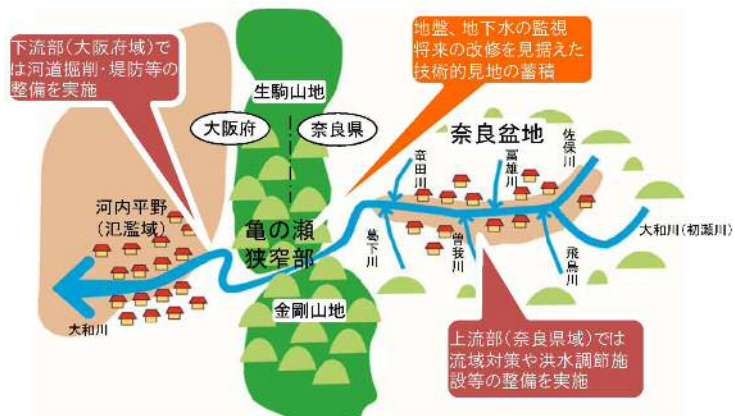 下流部(大阪府域)で
は河道掘削・堤防等の
整備を実施
地盤、地下水の監視
将来の改修を見据えた
技術的見地の蓄積
生駒山地
大阪府
奈良県
奈良盆地
竜田川
富雄川
佐保川
河内平野
(氾濫域)
亀の瀬
狭窄部
葛下川
曽我川
飛鳥川
大和川(初瀬川)
金剛山地
大和川
上流部(奈良県域)では
流域対策や洪水調節施
設等の整備を実施